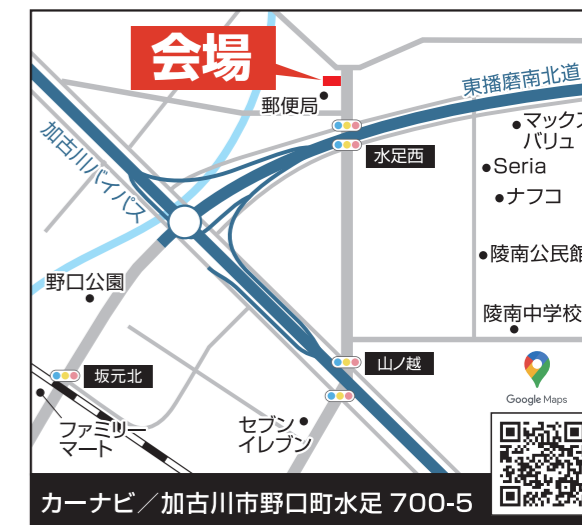 会場
郵便局
東播磨南北道
加古川バイパス
水足西
マックス
バリュ
Seria
ナフコ
陵南公民館
野口公園
陵南中学校
坂元北
山ノ越
ファミリー
マート
セブン
イレブン
Google Maps
カーナビ／加古川市野口町水足 700-5